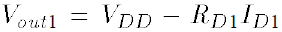 V_{out1} = V_{DD} - R_{D1}I_{D1}